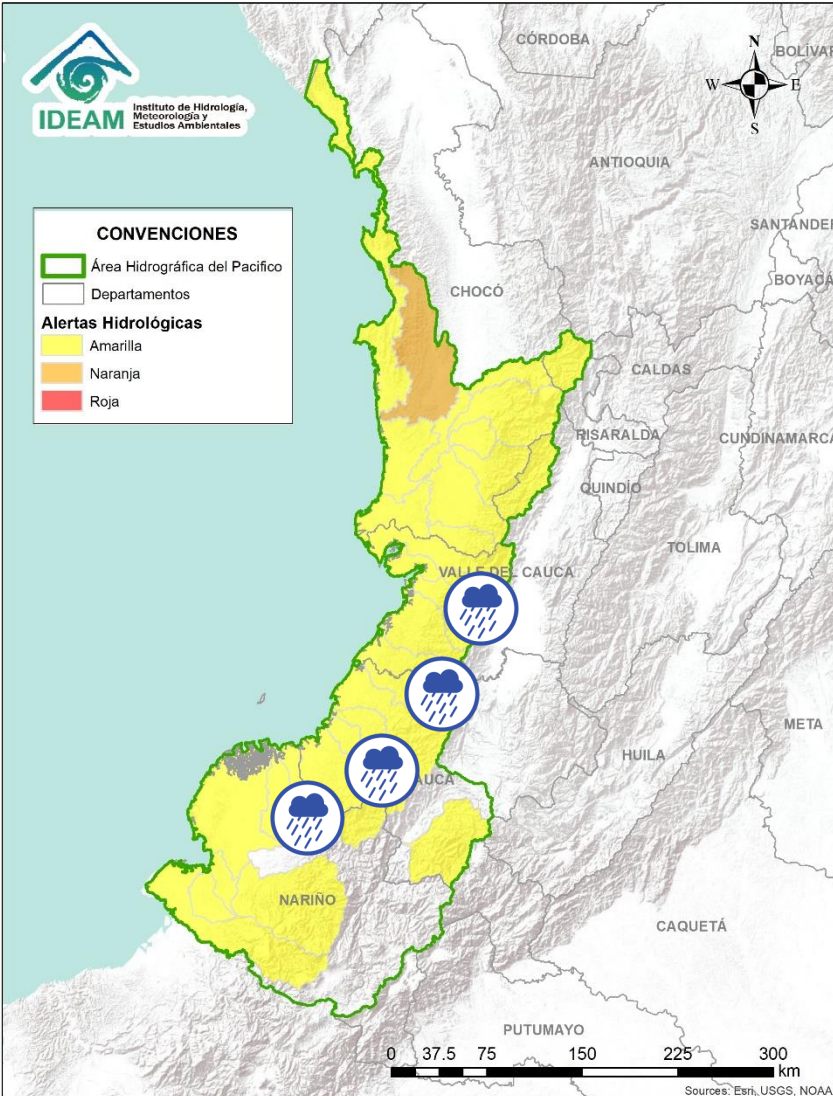 IDEAM
Instituto de Hidrología,
Meteorología y
Estudios Ambientales
CONVENCIONES
Área Hidrográfica del Pacifico
Departamentos
Alertas Hidrológicas
Amarilla
Naranja
Roja
N
W E
S
CÓRDOBA
BOLÍVAR
ANTIOQUIA
SANTANDER
BOYACÁ
CHOCÓ
CALDAS
RISARALDA
CUNDINAMARCA
QUINDÍO
TOLIMA
VALLE DEL CAUCA
META
HUILA
AUCA
NARIÑO
CAQUETÁ
PUTUMAYO
0 37.5 75 150 225 300
km
Sources: Esri, USGS, NOAA